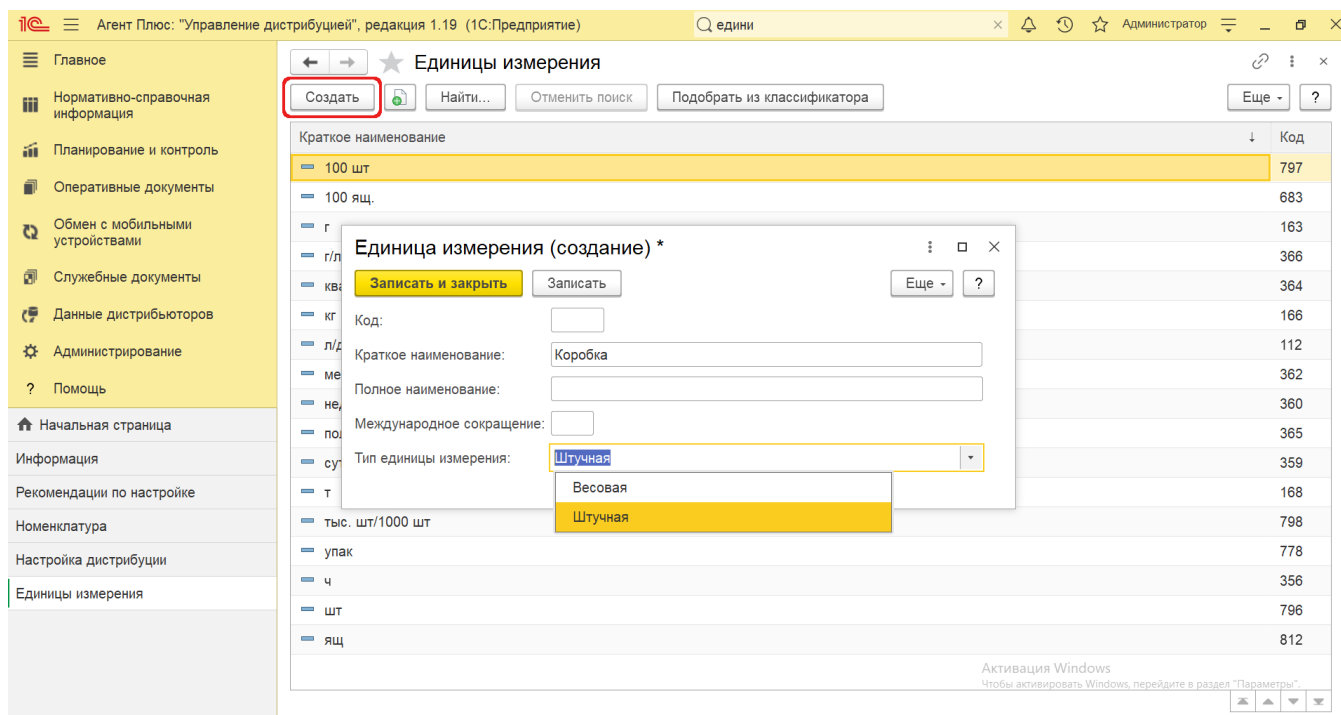 1С Агент Плюс: "Управление дистрибуцией", редакция 1.19 (1С:Предприятие) едини Администратор
Главное
Нормативно-справочная
информация
Планирование и контроль
Оперативные документы
Обмен с мобильными
устройствами
Служебные документы
Данные дистрибьюторов
Администрирование
? Помощь
Начальная страница
Информация
Рекомендации по настройке
Номенклатура
Настройка дистрибуции
Единицы измерения
Единицы измерения
Создать Найти... Отменить поиск Подобрать из классификатора Еще ?
Краткое наименование ↓ Код
100 шт 797
100 ящ. 683
г 163
г/л 366
ква 364
кг 166
л/д 112
ме 362
нед 360
пол 365
сут 359
т 168
тыс. шт/1000 шт 798
упак 778
ч 356
шт 796
ящ 812
Единица измерения (создание) *
Записать и закрыть Записать Еще ?
Код:
Краткое наименование: Коробка
Полное наименование:
Международное сокращение:
Тип единицы измерения: Штучная
Весовая
Штучная
Активация Windows
Чтобы активировать Windows, перейдите в раздел "Параметры".